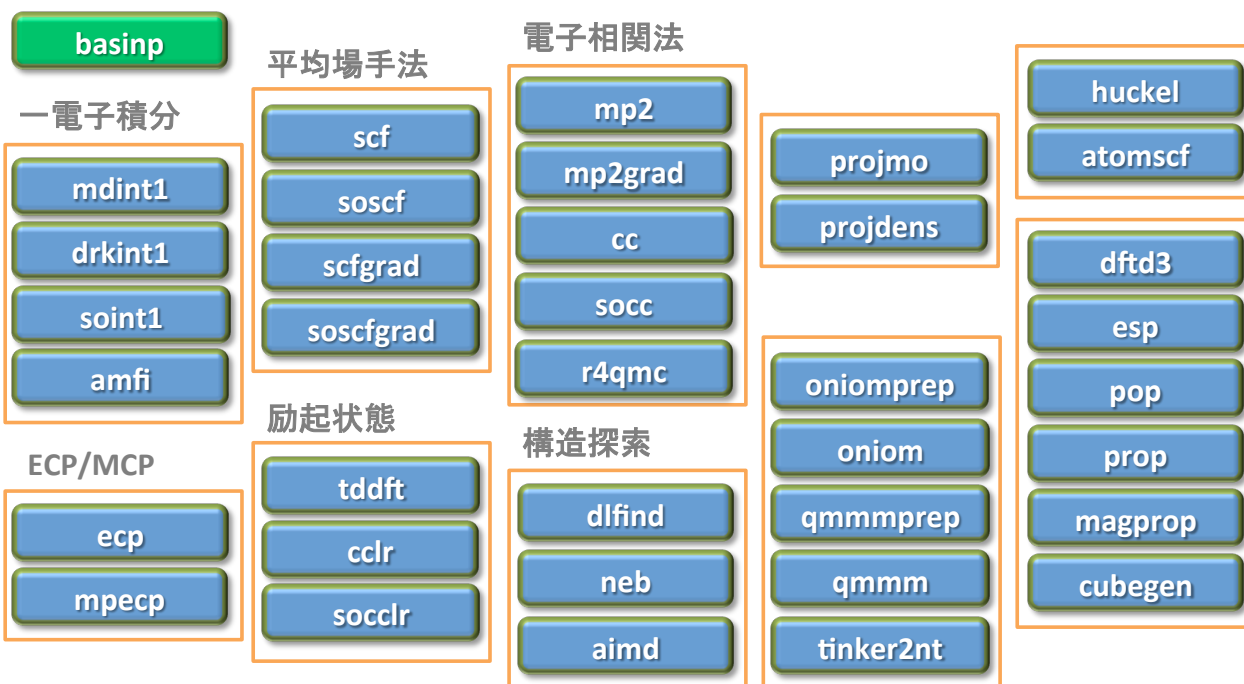 basinp
一電子積分
mdint1
drkint1
soint1
amfi
ECP/MCP
ecp
mpecp
平均場手法
scf
soscf
scfgrad
soscfgrad
励起状態
tddft
cclr
socclr
電子相関法
mp2
mp2grad
cc
socc
r4qmc
構造探索
dlfind
neb
aimd
projmo
projdens
oniomprep
oniom
qmmmprep
qmmm
tinker2nt
huckel
atomscf
dftd3
esp
pop
prop
magprop
cubegen